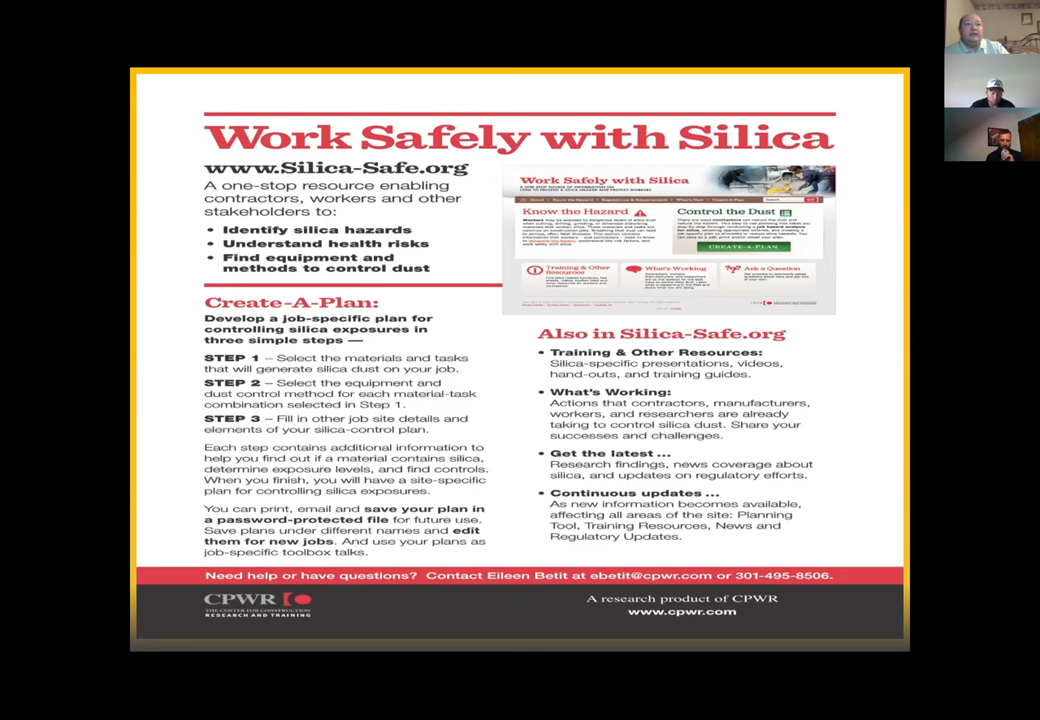 Work Safely with Silica
www.Silica-Safe.org
A one-stop resource enabling
contractors, workers and other
stakeholders to:
• Identify silica hazards
• Understand health risks
• Find equipment and
methods to control dust
Work Safely with Silica
Know the Hazard
Control the Dust
CREATE-A-PLAN
Training & Other
Resources
What's Working
Ask a Question
Create-A-Plan:
Develop a job-specific plan for
controlling silica exposures in
three simple steps —
STEP 1 – Select the materials and tasks
that will generate silica dust on your job.
STEP 2 – Select the equipment and
dust control method for each material-task
combination selected in Step 1.
STEP 3 – Fill in other job site details and
elements of your silica-control plan.
Each step contains additional information to
help you find out if a material contains silica,
determine exposure levels, and find controls.
When you finish, you will have a site-specific
plan for controlling silica exposures.
You can print, email and save your plan in
a password-protected file for future use.
Save plans under different names and edit
them for new jobs. And use your plans as
job-specific toolbox talks.
Also in Silica-Safe.org
• Training & Other Resources:
Silica-specific presentations, videos,
hand-outs, and training guides.
• What's Working:
Actions that contractors, manufacturers,
workers, and researchers are already
taking to control silica dust. Share your
successes and challenges.
• Get the latest ...
Research findings, news coverage about
silica, and updates on regulatory efforts.
• Continuous updates ...
As new information becomes available,
affecting all areas of the site: Planning
Tool, Training Resources, News and
Regulatory Updates.
Need help or have questions? Contact Eileen Betit at ebetit@cpwr.com or 301-495-8506.
CPWR
THE CENTER FOR CONSTRUCTION
RESEARCH AND TRAINING
A research product of CPWR
www.cpwr.com